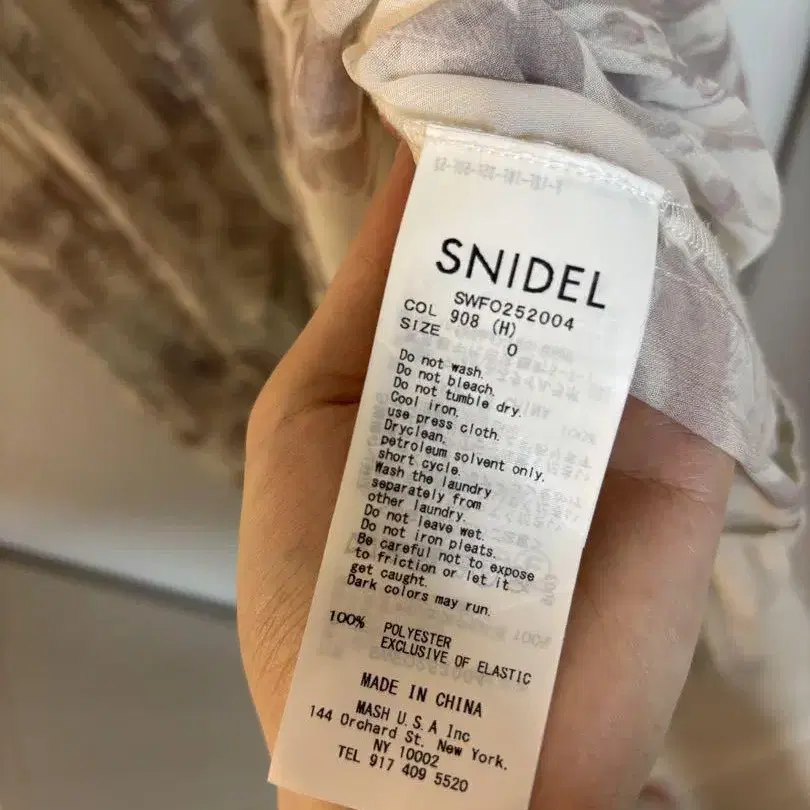 SNIDEL
SWFO252004
COL 908 (H)
SIZE 0
Do not wash.
Do not bleach.
Do not tumble dry.
Cool iron.
use press cloth.
Dryclean.
petroleum solvent only.
short cycle.
Wash the laundry
separately from
other laundry.
Do not leave wet.
Do not iron pleats.
Be careful not to expose
to friction or let it
get caught.
Dark colors may run.
100% POLYESTER
EXCLUSIVE OF ELASTIC
MADE IN CHINA
MASH U.S.A Inc
144 Orchard St. New York.
NY 10002
TEL 917 409 5520